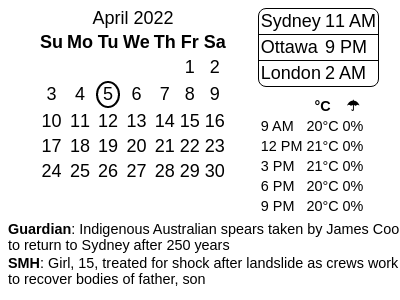 April 2022
Su Mo Tu We Th Fr Sa
1 2
3 4 5 6 7 8 9
10 11 12 13 14 15 16
17 18 19 20 21 22 23
24 25 26 27 28 29 30
Sydney 11 AM
Ottawa 9 PM
London 2 AM
°C ☂
9 AM 20°C 0%
12 PM 21°C 0%
3 PM 21°C 0%
6 PM 20°C 0%
9 PM 20°C 0%
Guardian: Indigenous Australian spears taken by James Coo
to return to Sydney after 250 years
SMH: Girl, 15, treated for shock after landslide as crews work
to recover bodies of father, son